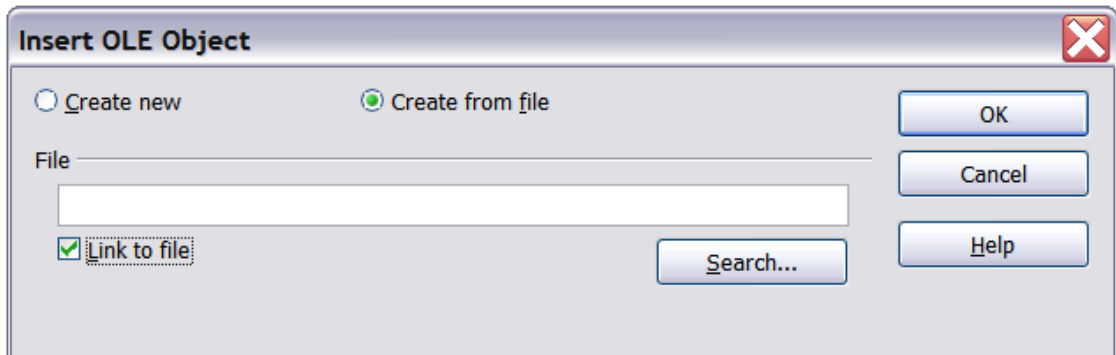 Insert OLE Object
Create new
Create from file
OK
File
Cancel
Link to file
Search...
Help